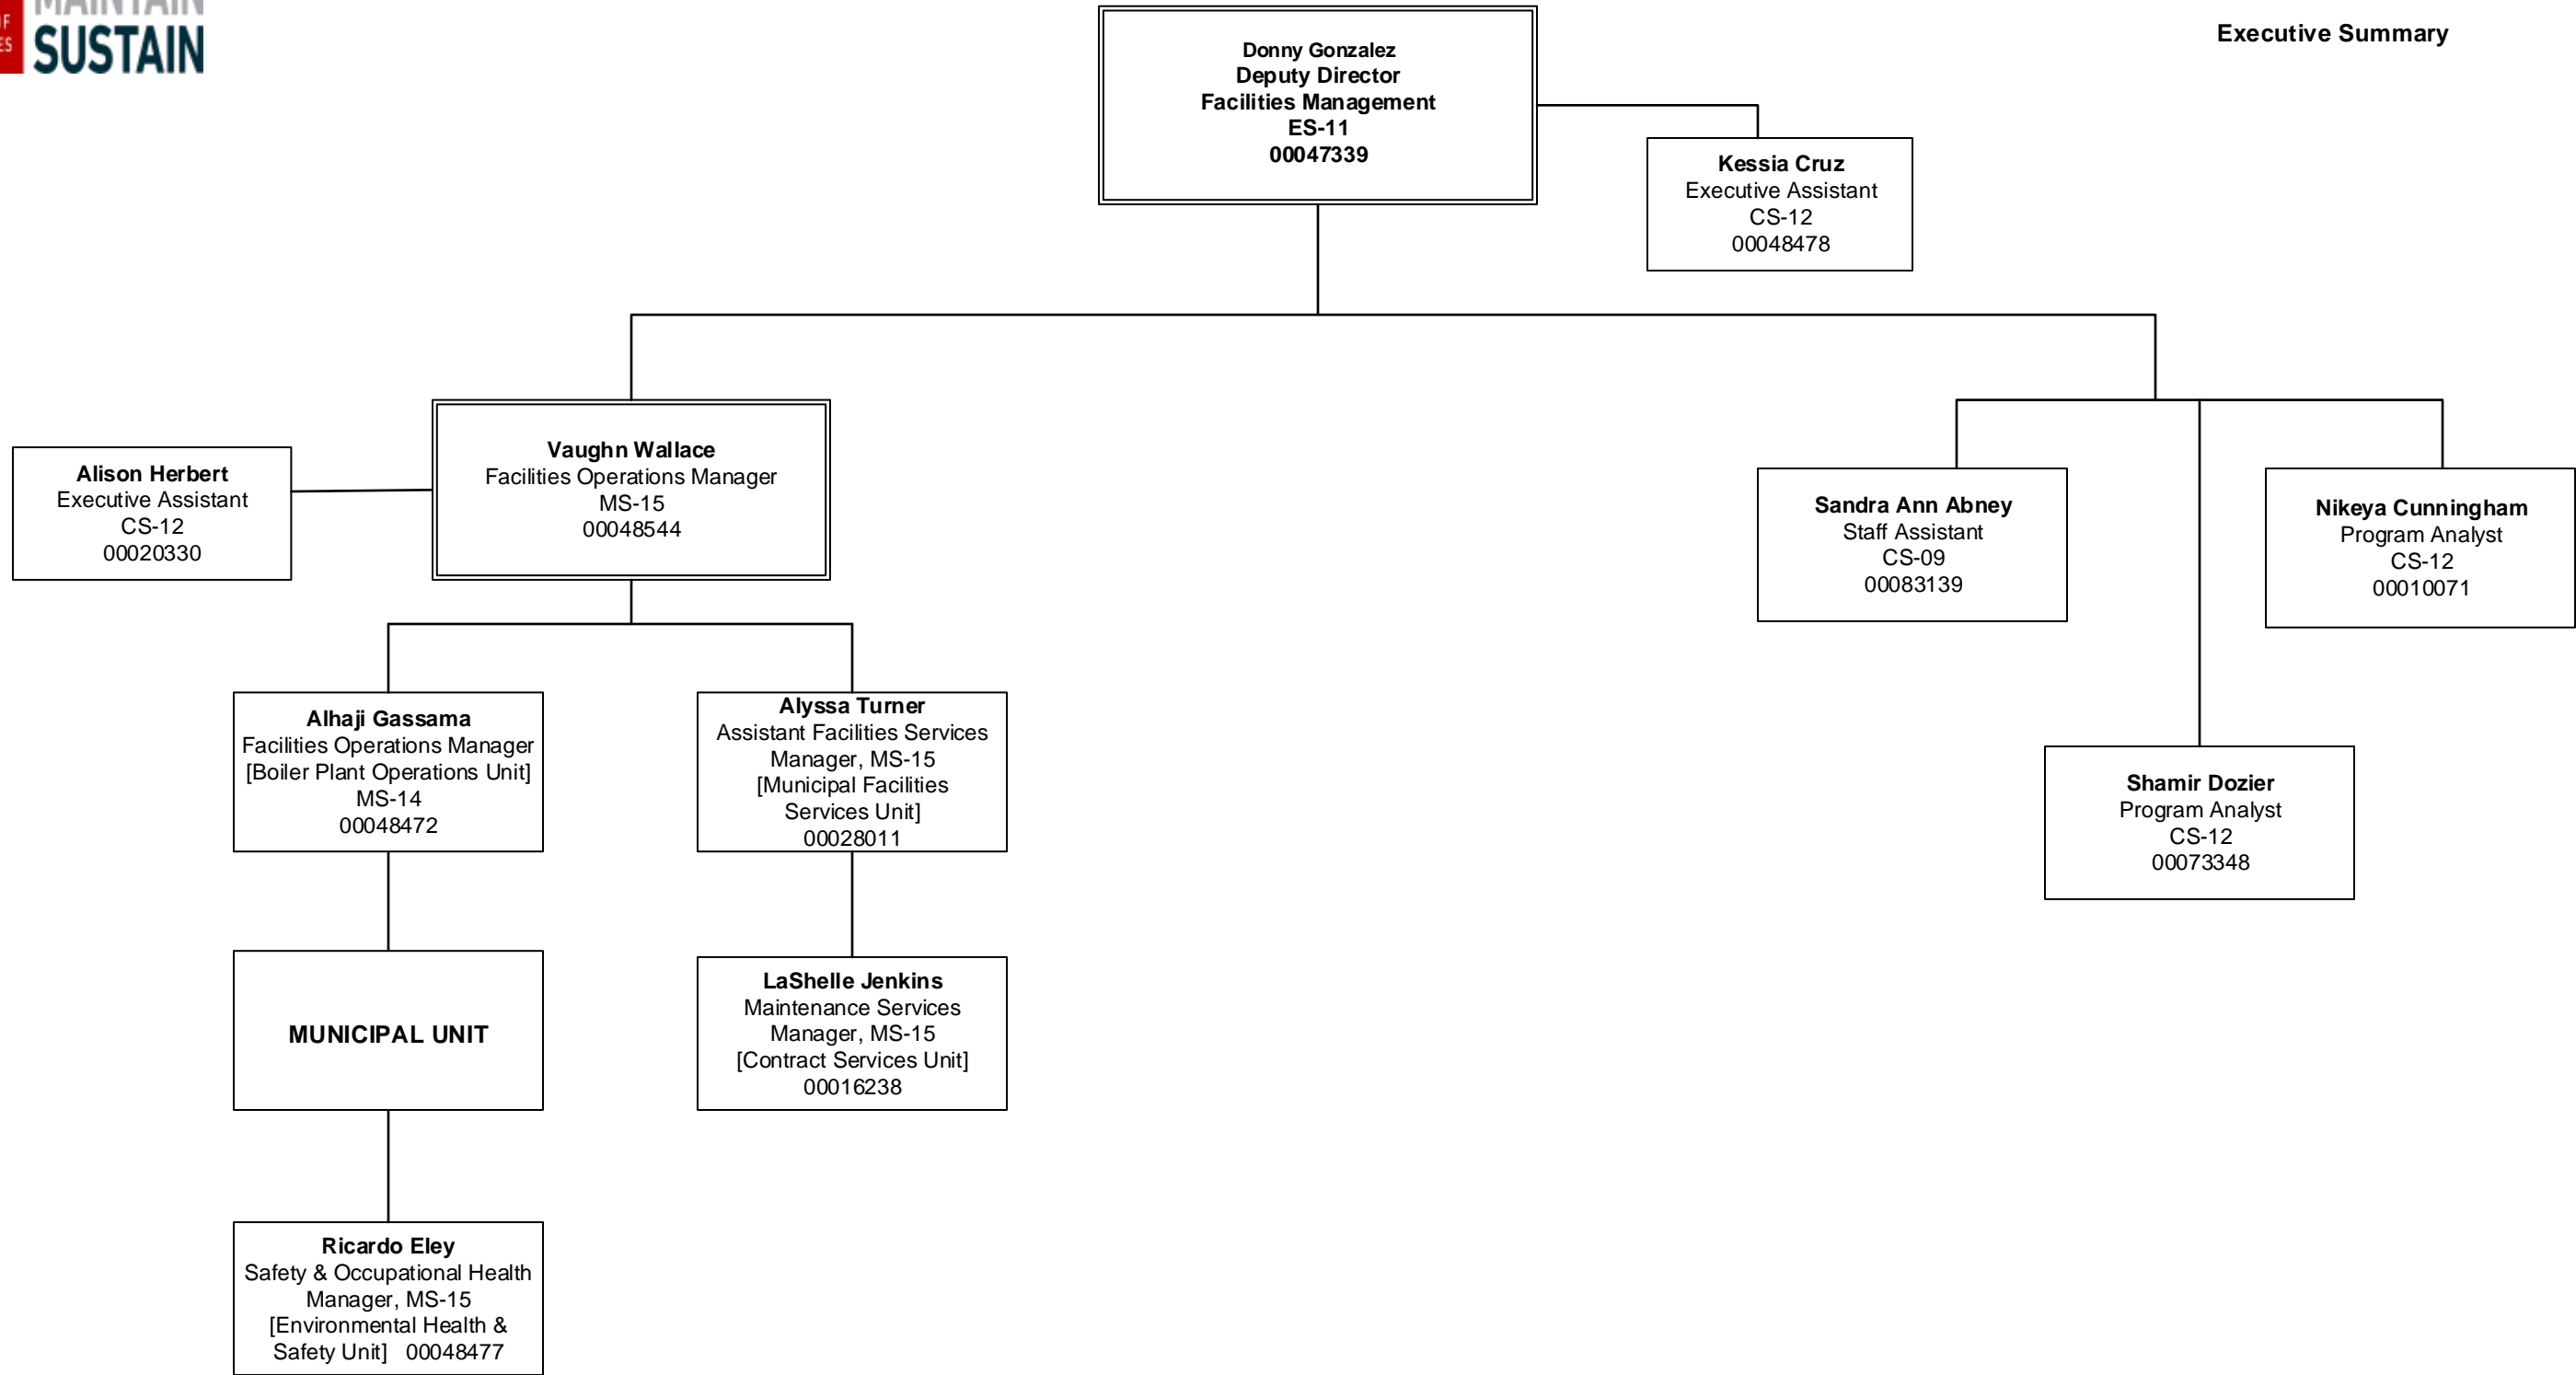 MAINTAIN
SUSTAIN
Executive Summary
Donny Gonzalez
Deputy Director
Facilities Management
ES-11
00047339
Kessia Cruz
Executive Assistant
CS-12
00048478
Alison Herbert
Executive Assistant
CS-12
00020330
Vaughn Wallace
Facilities Operations Manager
MS-15
00048544
Sandra Ann Abney
Staff Assistant
CS-09
00083139
Nikeya Cunningham
Program Analyst
CS-12
00010071
Alhaji Gassama
Facilities Operations Manager
[Boiler Plant Operations Unit]
MS-14
00048472
Alyssa Turner
Assistant Facilities Services
Manager, MS-15
[Municipal Facilities
Services Unit]
00028011
Shamir Dozier
Program Analyst
CS-12
00073348
MUNICIPAL UNIT
LaShelle Jenkins
Maintenance Services
Manager, MS-15
[Contract Services Unit]
00016238
Ricardo Eley
Safety & Occupational Health
Manager, MS-15
[Environmental Health &
Safety Unit] 00048477